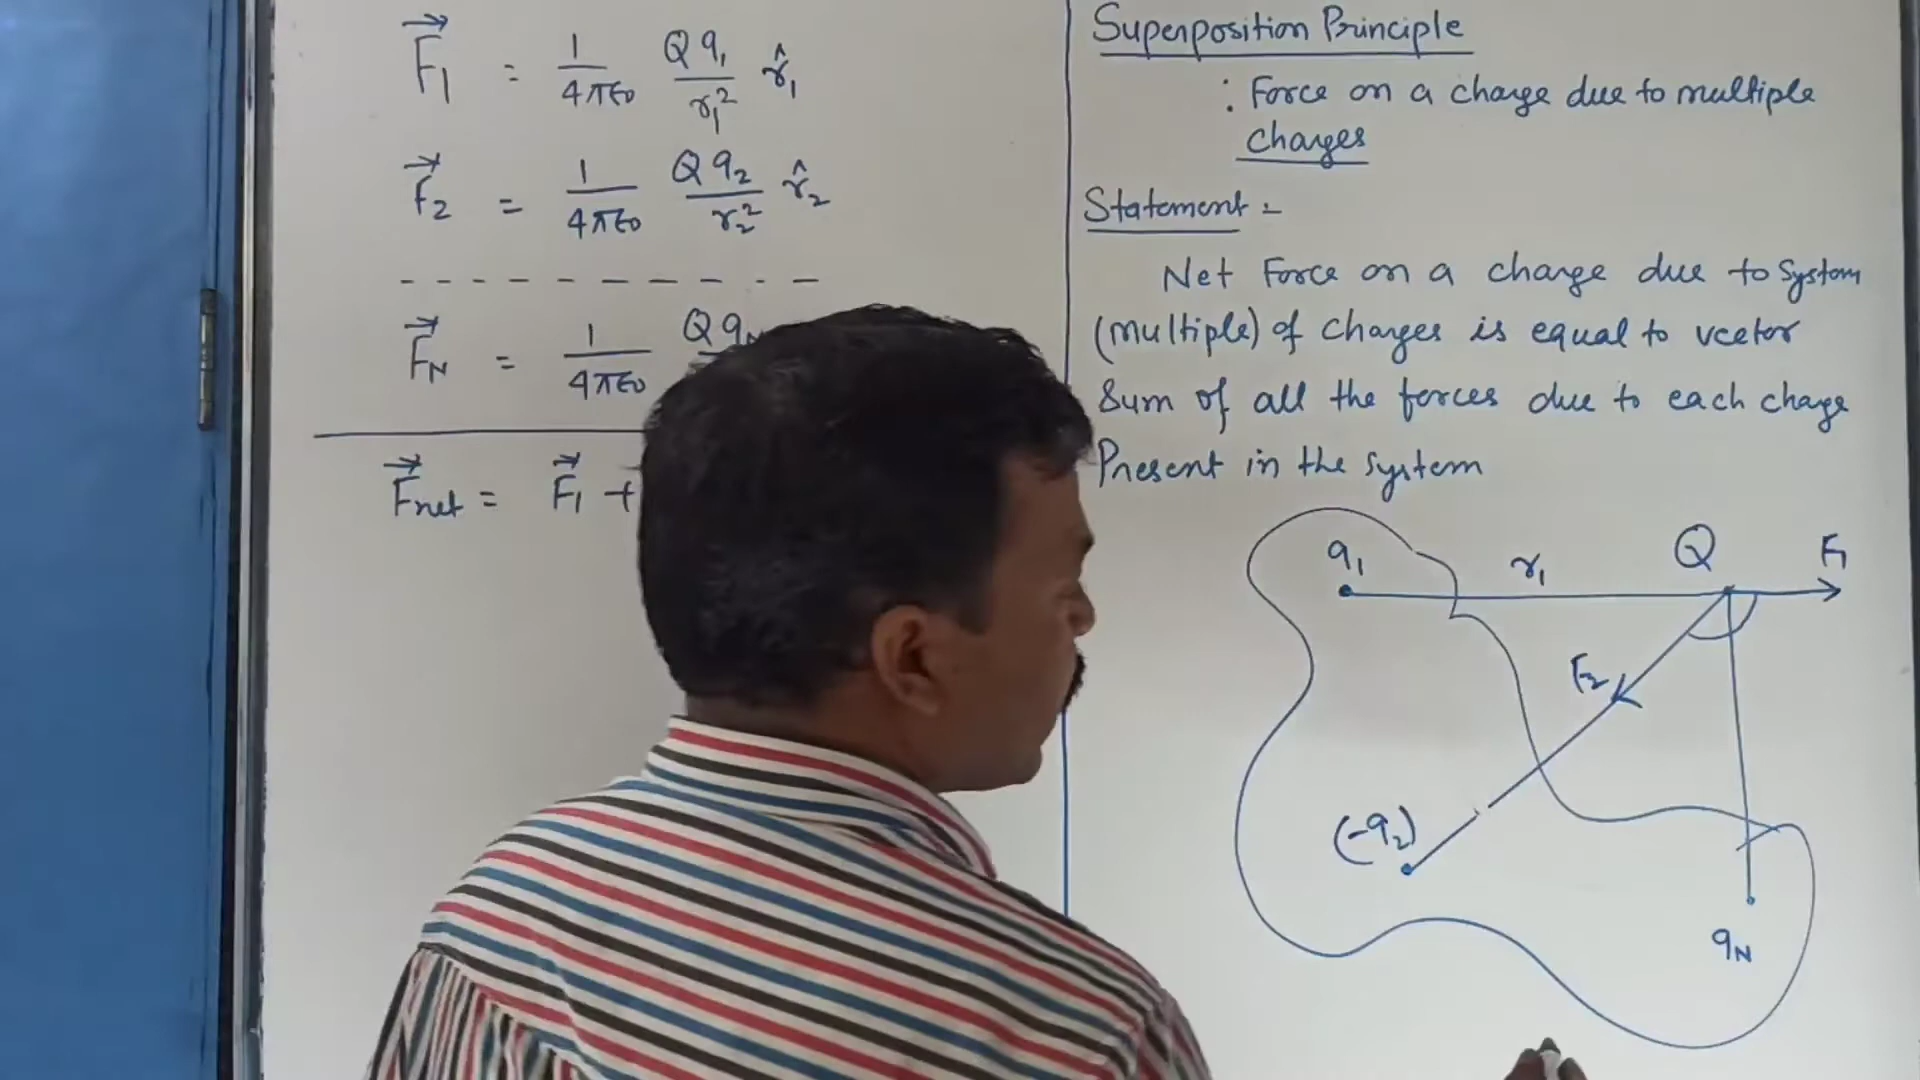 F₁ = 1/4πϵ₀ Qq₁/r₁² r̂₁
F₂ = 1/4πϵ₀ Qq₂/r₂² r̂₂
F_N = 1/4πϵ₀ Qq_N
F_net = F₁ +
Superposition Principle
: Force on a charge due to multiple
charges
Statement :
Net Force on a charge due to system
(multiple) of charges is equal to vector
Sum of all the forces due to each charge
Present in the system
q₁ r₁ Q F₁
F₂
(-q₂)
q_N